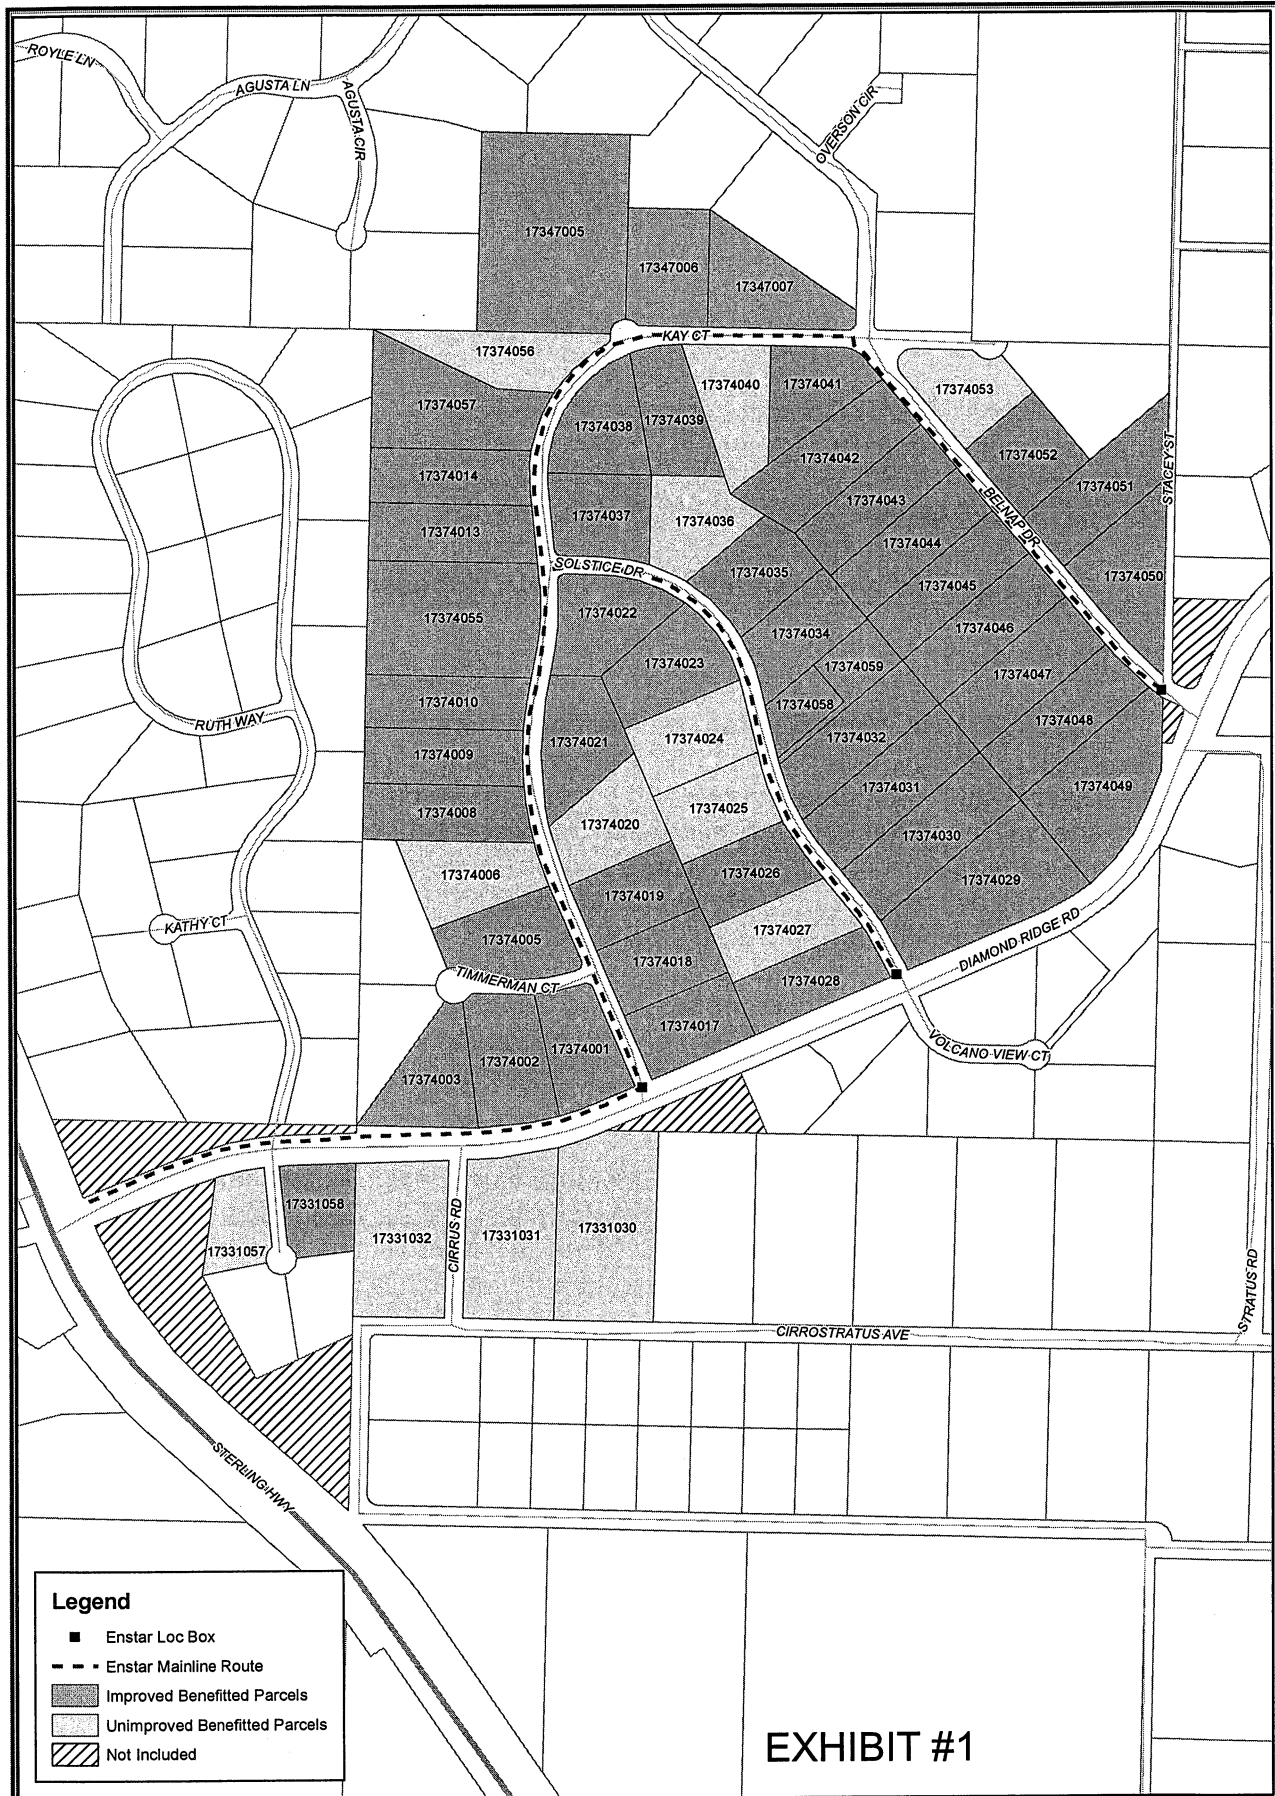 ROYLE LN
AGUSTA LN
AGUSTA CIR
OVERSON CIR
17347005
17347006
17347007
KAY CT
17374056
17374040
17374041
17374053
17374057
17374038
17374039
17374042
17374052
17374014
17374043
17374051
STACEY ST
17374013
17374037
17374036
BELNAP DR
17374044
SOLSTICE DR
17374035
17374045
17374050
17374055
17374022
17374034
17374046
17374023
17374059
17374047
17374010
17374058
17374048
RUTH WAY
17374009
17374021
17374024
17374032
17374008
17374020
17374025
17374031
17374049
17374030
17374006
17374026
17374029
17374019
KATHY CT
17374005
17374027
17374018
DIAMOND RIDGE RD
TIMMERMAN CT
17374028
17374017
VOLCANO VIEW CT
17374001
17374002
17374003
17331058
17331057
17331032
CIRRUS RD
17331031
17331030
STRATUS RD
CIRROSTRATUS AVE
STERLING HWY
Legend
Enstar Loc Box
Enstar Mainline Route
Improved Benefitted Parcels
Unimproved Benefitted Parcels
Not Included
EXHIBIT #1